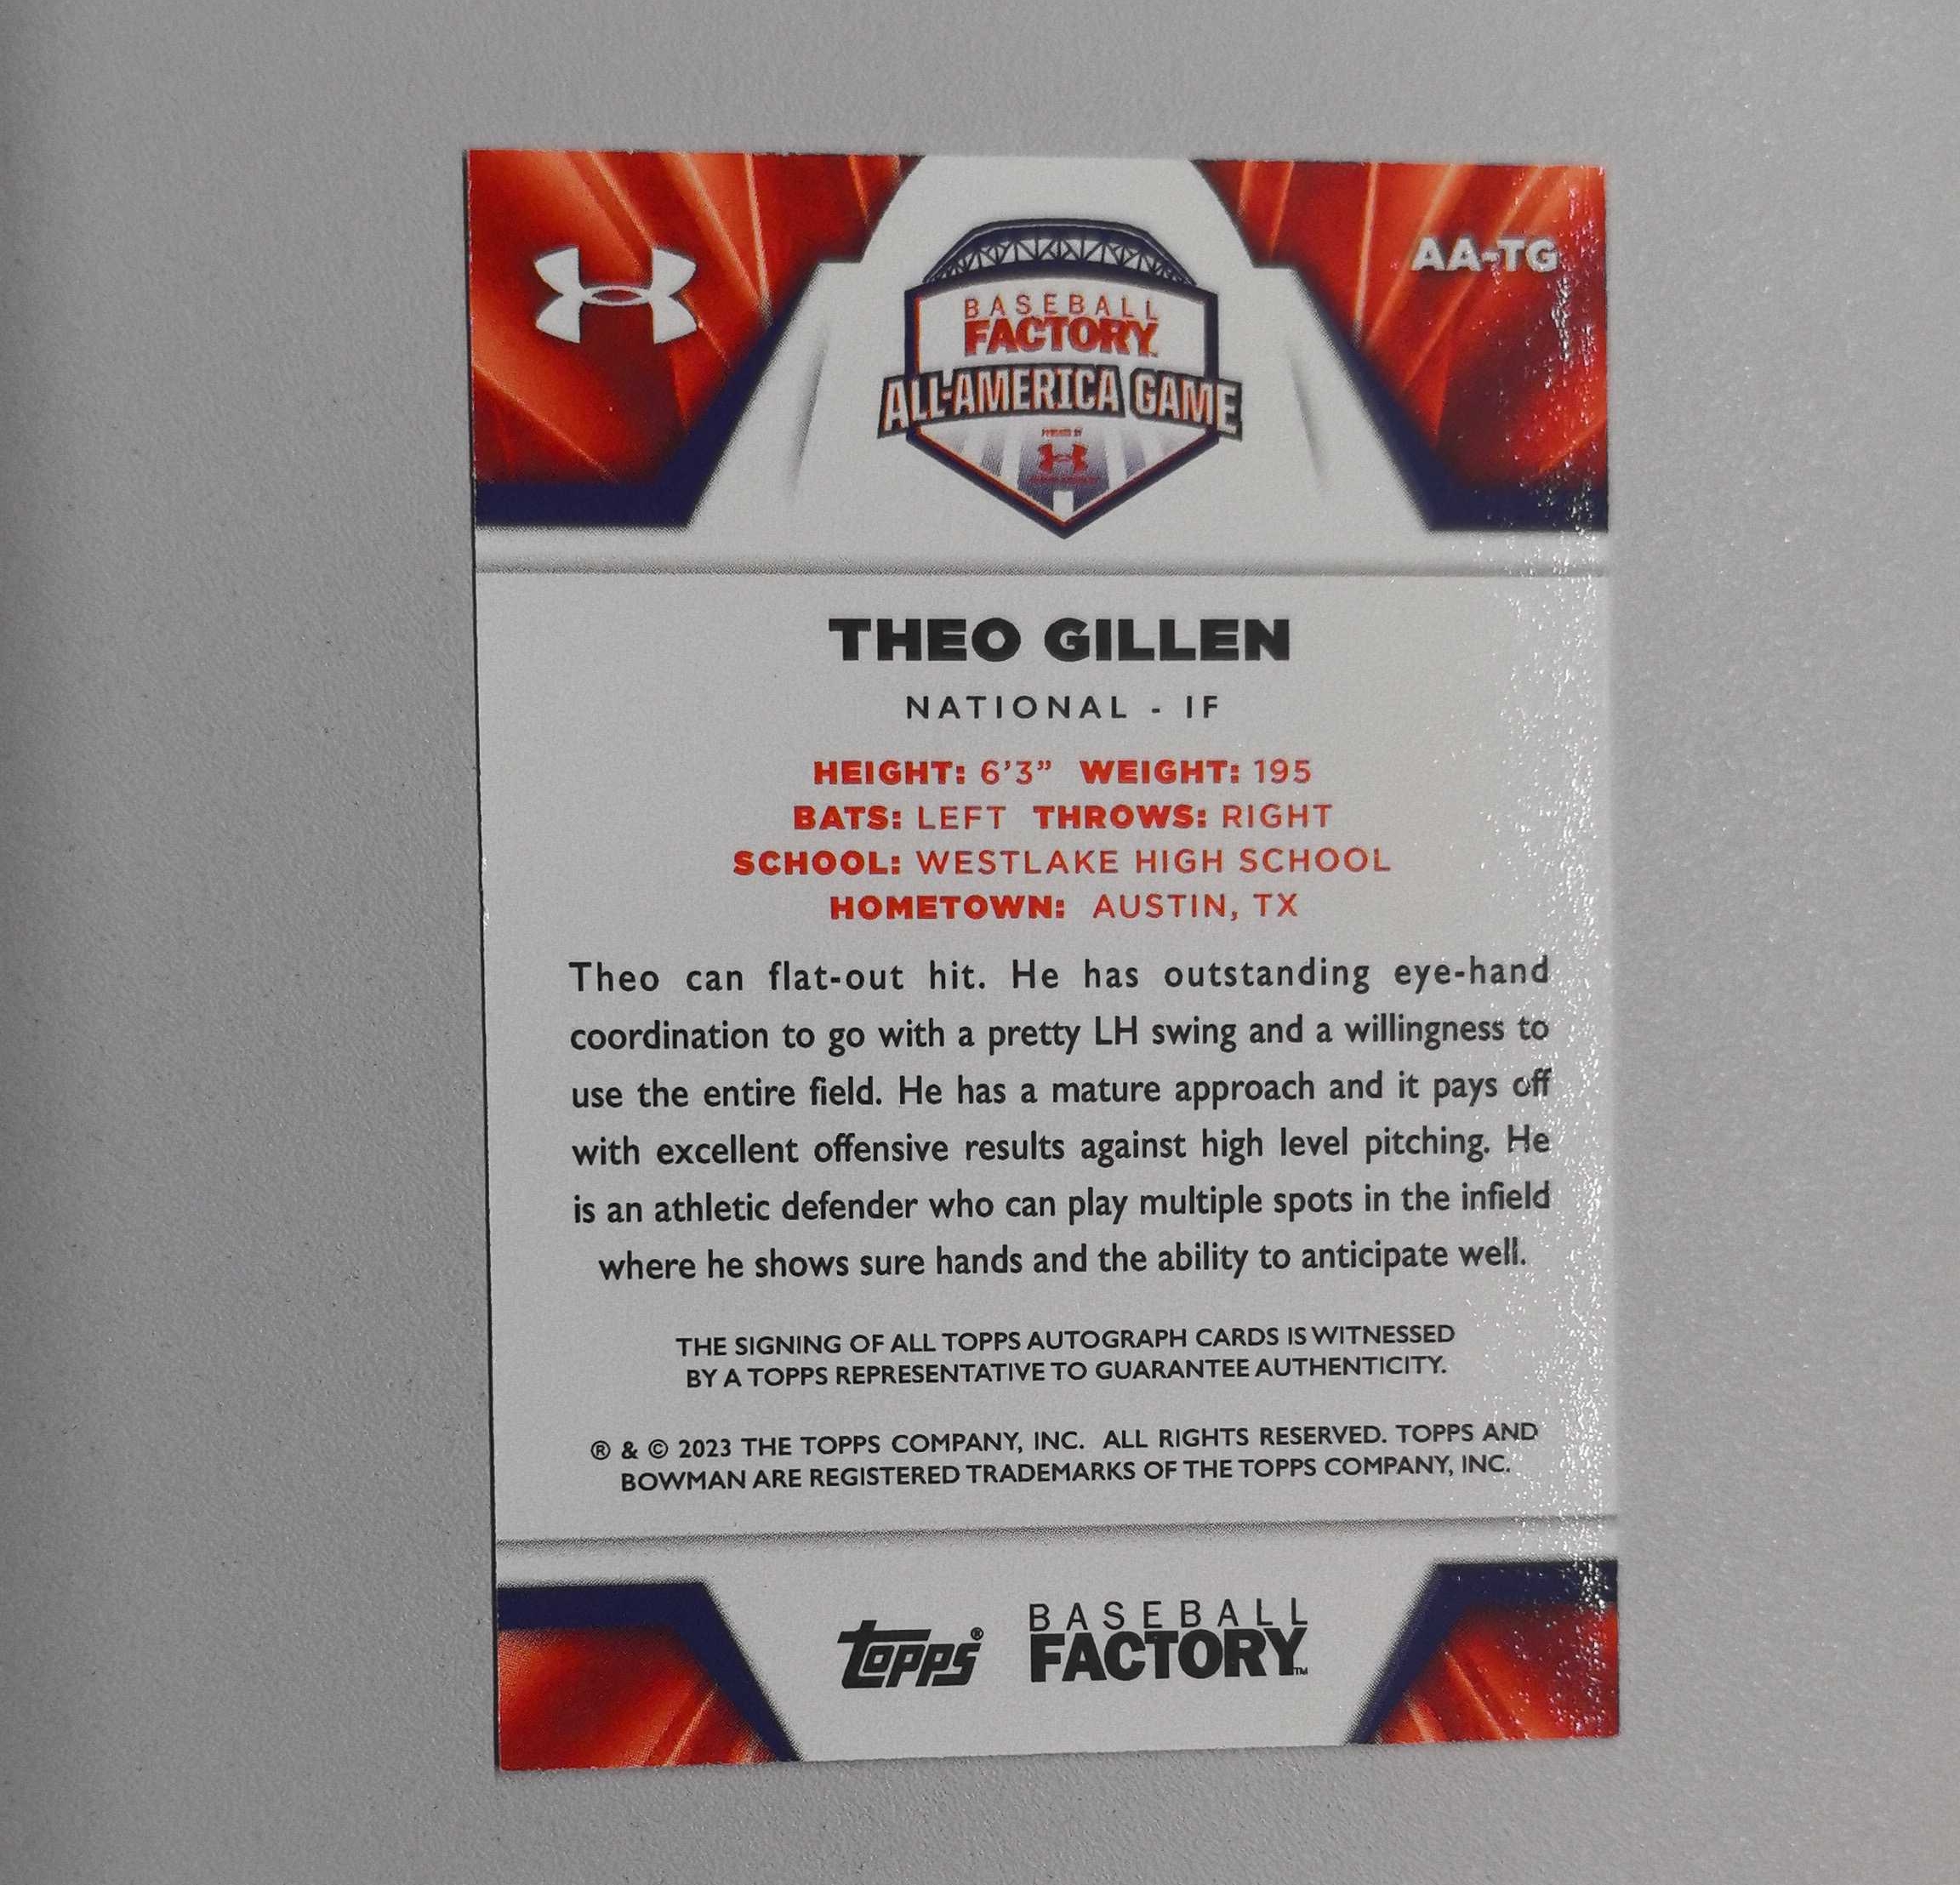 AA-TG
BASEBALL
FACTORY
ALL-AMERICA GAME
POWERED BY
THEO GILLEN
NATIONAL - IF
HEIGHT: 6'3” WEIGHT: 195
BATS: LEFT THROWS: RIGHT
SCHOOL: WESTLAKE HIGH SCHOOL
HOMETOWN: AUSTIN, TX
Theo can flat-out hit. He has outstanding eye-hand
coordination to go with a pretty LH swing and a willingness to
use the entire field. He has a mature approach and it pays off
with excellent offensive results against high level pitching. He
is an athletic defender who can play multiple spots in the infield
where he shows sure hands and the ability to anticipate well.
THE SIGNING OF ALL TOPPS AUTOGRAPH CARDS IS WITNESSED
BY A TOPPS REPRESENTATIVE TO GUARANTEE AUTHENTICITY.
® & © 2023 THE TOPPS COMPANY, INC. ALL RIGHTS RESERVED. TOPPS AND
BOWMAN ARE REGISTERED TRADEMARKS OF THE TOPPS COMPANY, INC.
topps®
BASEBALL
FACTORY™